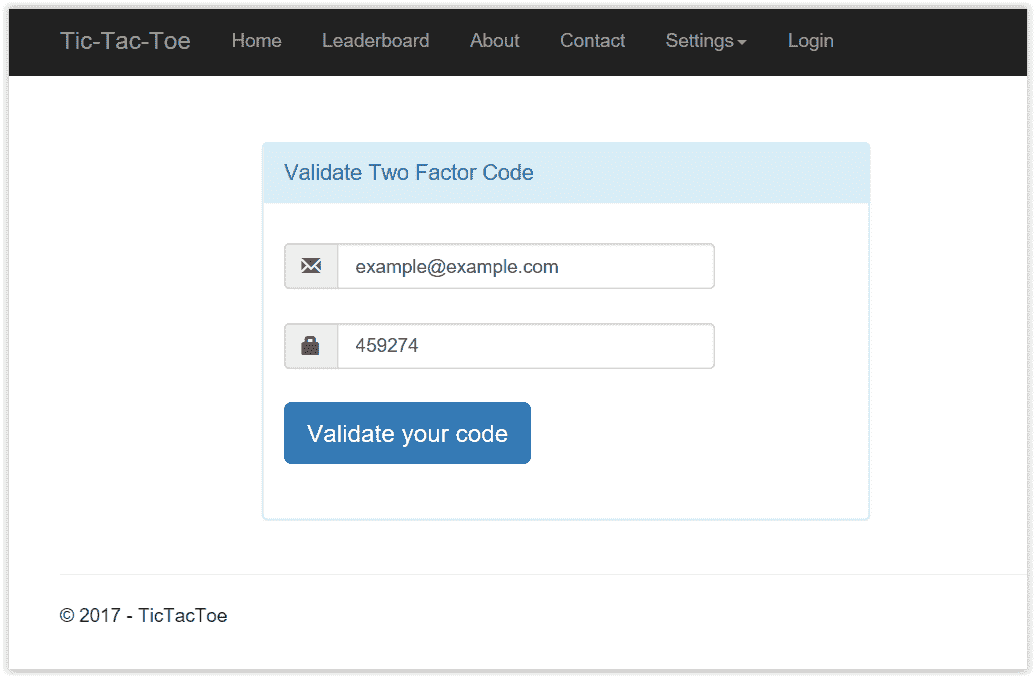 Tic-Tac-Toe Home Leaderboard About Contact Settings Login
Validate Two Factor Code
example@example.com
459274
Validate your code
© 2017 - TicTacToe